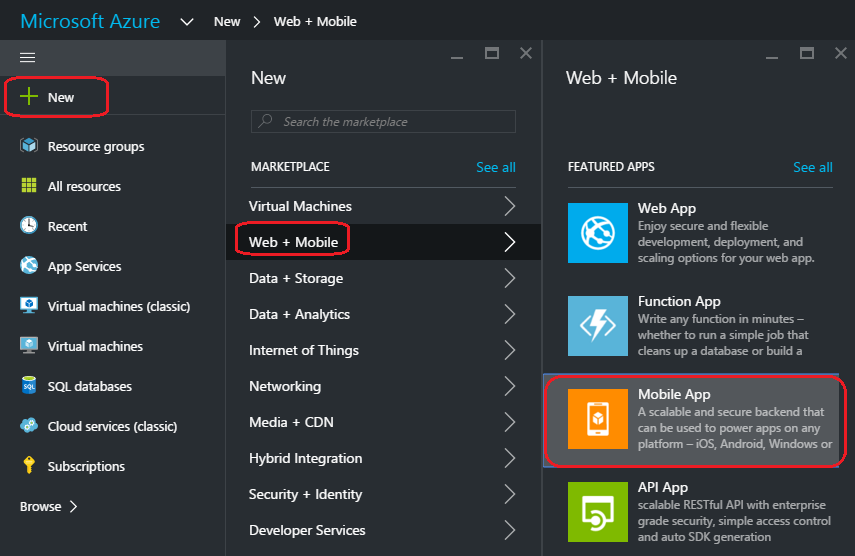 Microsoft Azure New Web + Mobile
New
Resource groups
All resources
Recent
App Services
Virtual machines (classic)
Virtual machines
SQL databases
Cloud services (classic)
Subscriptions
Browse
New
Search the marketplace
MARKETPLACE See all
Virtual Machines
Web + Mobile
Data + Storage
Data + Analytics
Internet of Things
Networking
Media + CDN
Hybrid Integration
Security + Identity
Developer Services
Web + Mobile
FEATURED APPS See all
Web App
Enjoy secure and flexible
development, deployment, and
scaling options for your web app.
Function App
Write any function in minutes –
whether to run a simple job that
cleans up a database or build a
Mobile App
A scalable and secure backend that
can be used to power apps on any
platform – iOS, Android, Windows or
API App
scalable RESTful API with enterprise
grade security, simple access control
and auto SDK generation